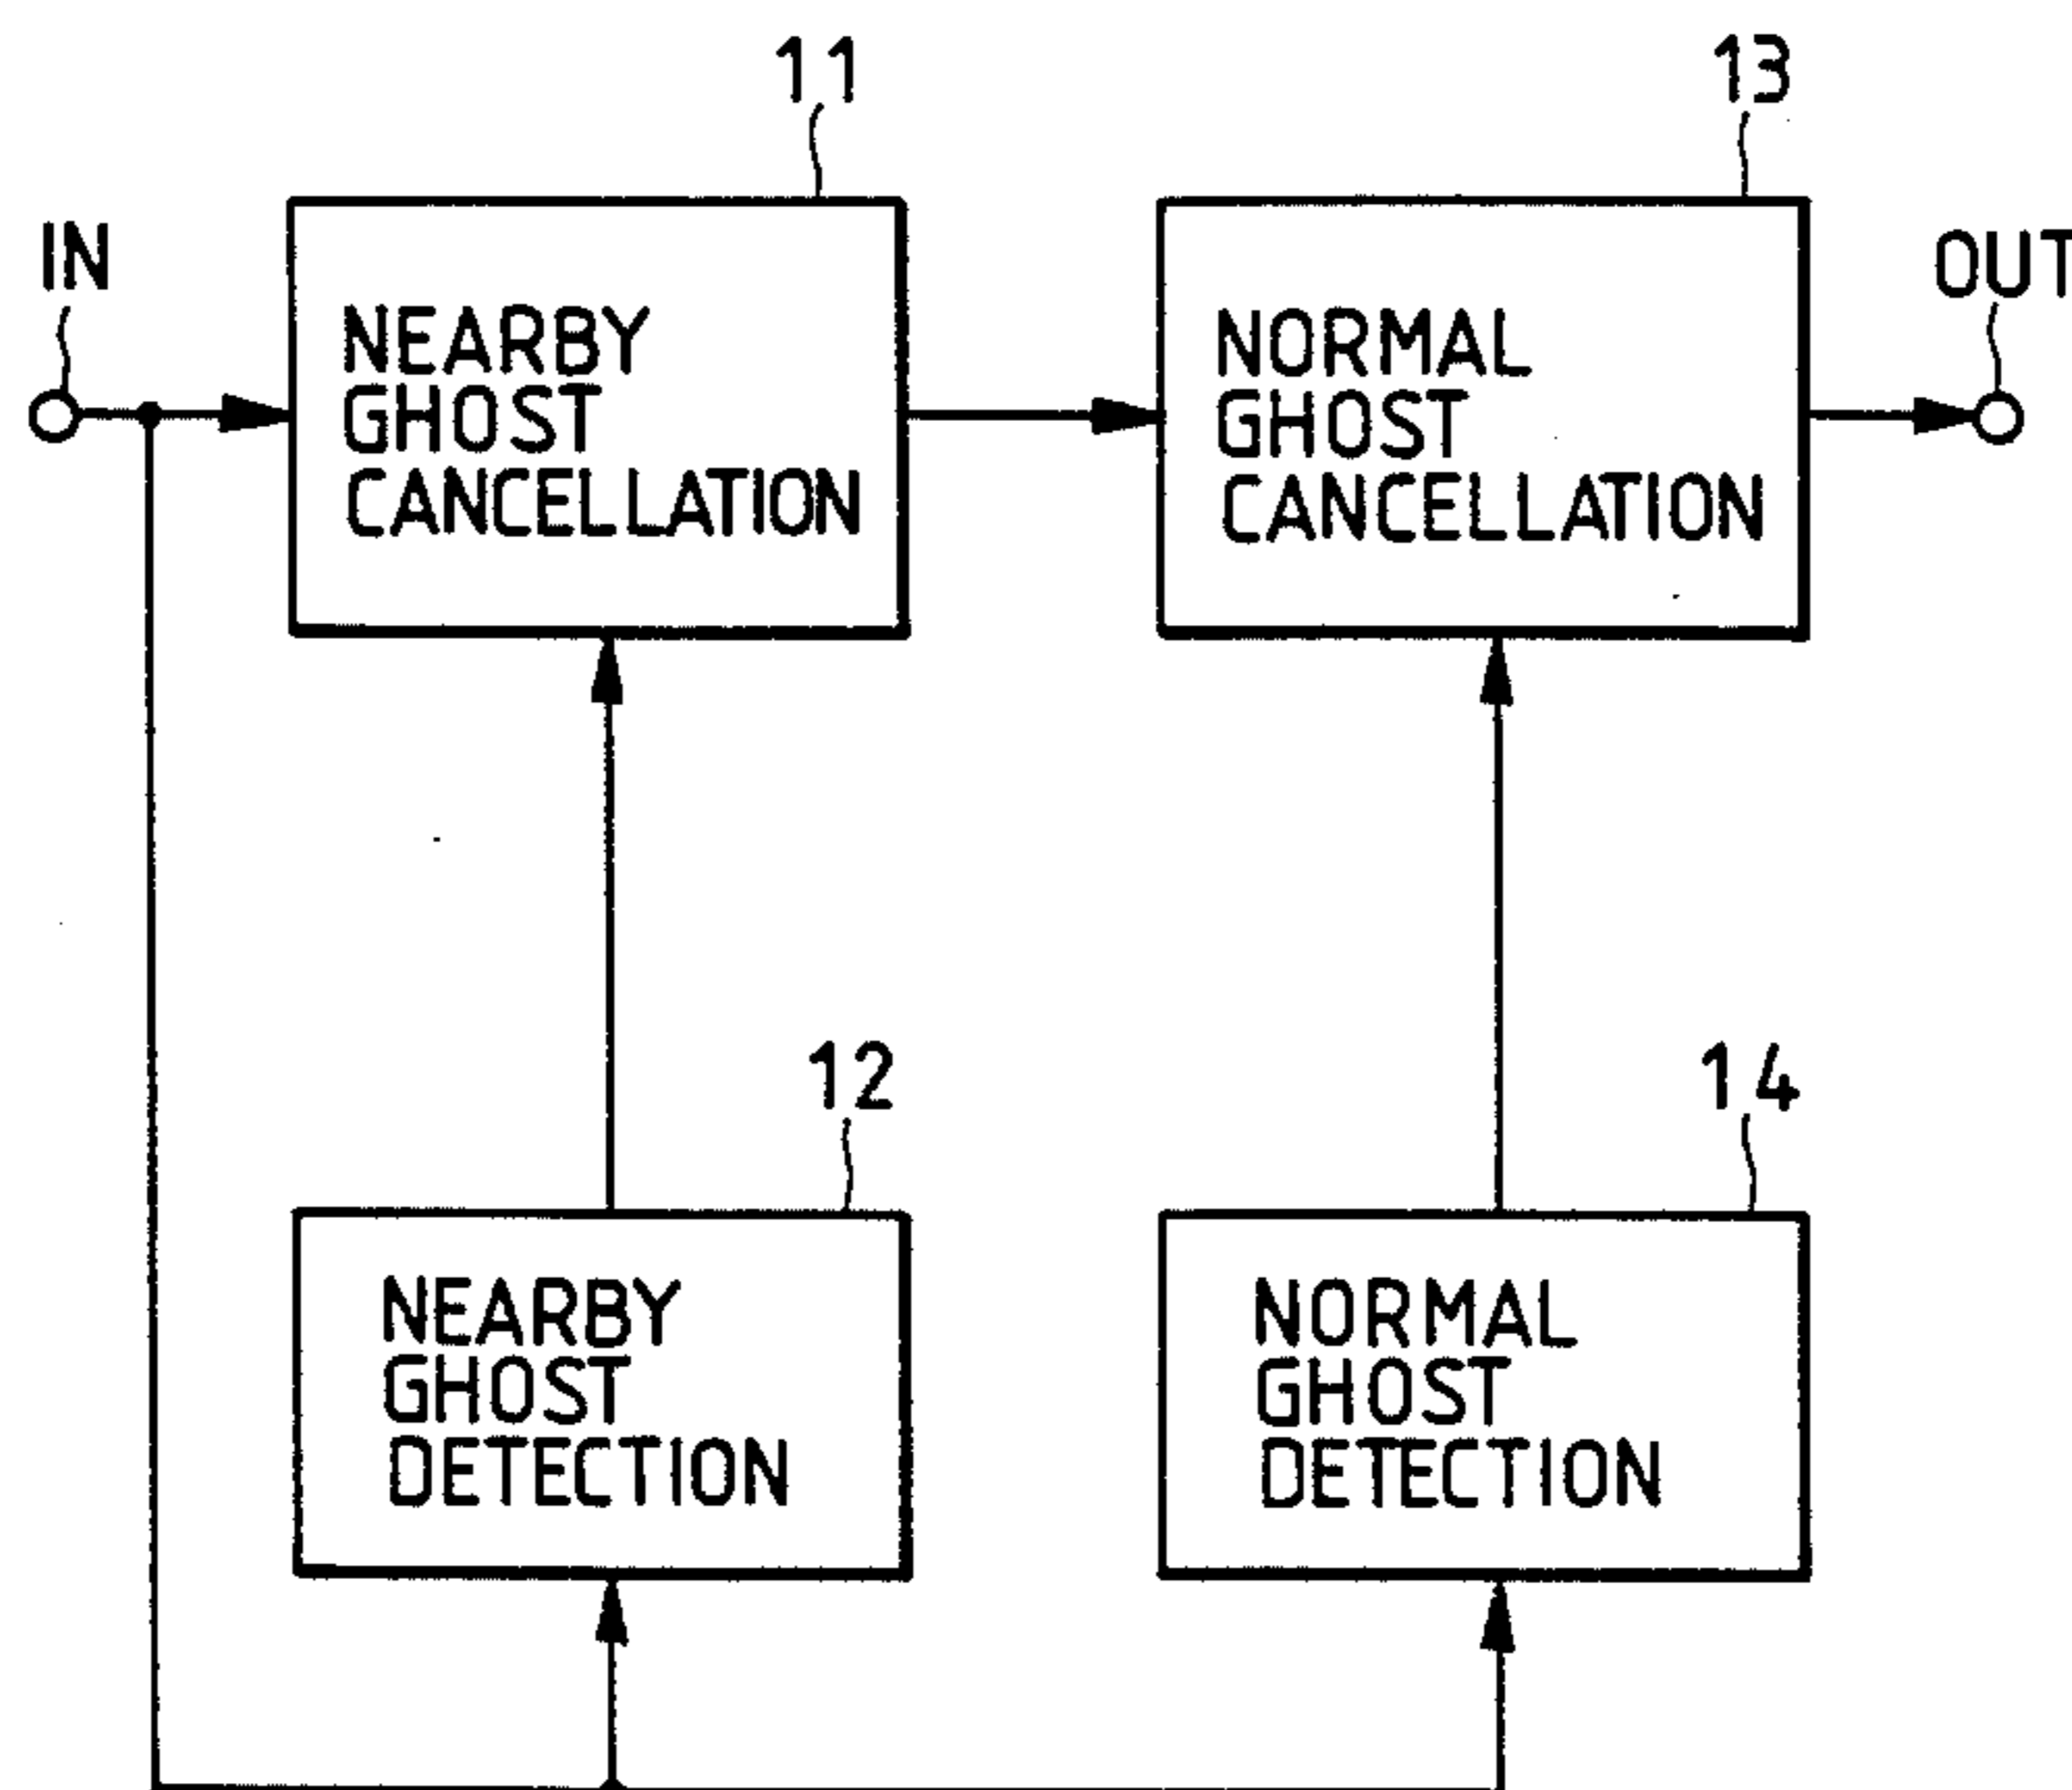 11
13
IN
OUT
NEARBY
GHOST
CANCELLATION
NORMAL
GHOST
CANCELLATION
12
14
NEARBY
GHOST
DETECTION
NORMAL
GHOST
DETECTION